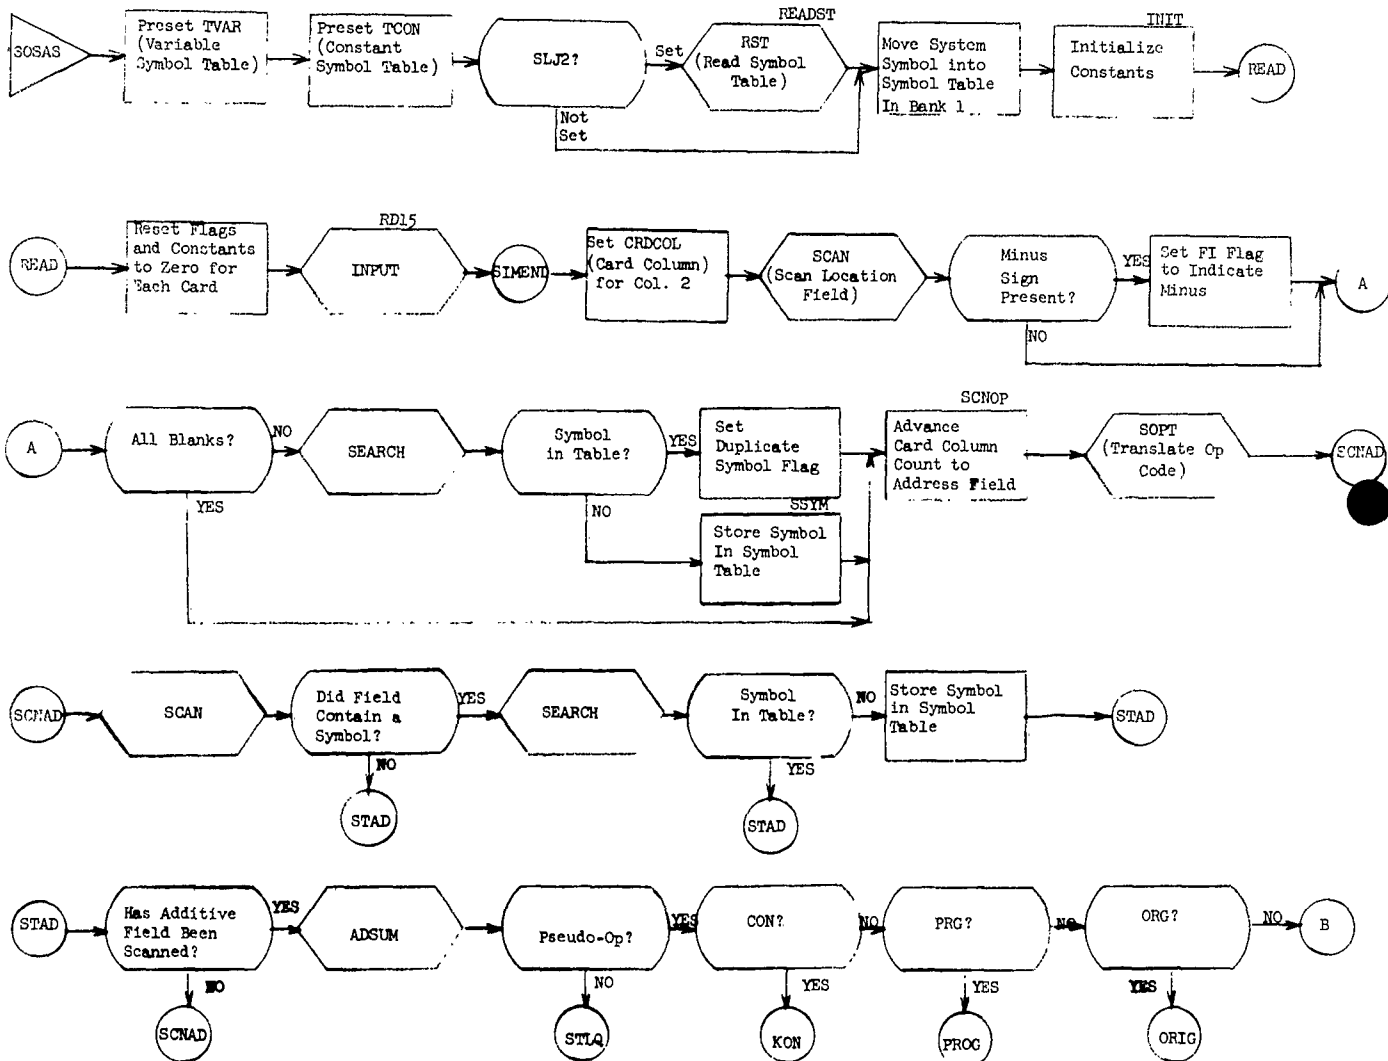 3OSAS
Preset TVAR
(Variable
Symbol Table)
Preset TCON
(Constant
Symbol Table)
SLJ2?
Set
Not
Set
READST
RST
(Read Symbol
Table)
Move System
Symbol into
Symbol Table
In Bank 1
INIT
Initialize
Constants
READ
READ
Reset Flags
and Constants
to Zero for
Each Card
RD15
INPUT
SIMEND
Set CRDCOL
(Card Column)
for Col. 2
SCAN
(Scan Location
Field)
Minus
Sign
Present?
YES
NO
Set FI Flag
to Indicate
Minus
A
A
All Blanks?
NO
YES
SEARCH
Symbol
in Table?
YES
NO
Set
Duplicate
Symbol Flag
SSYM
Store Symbol
In Symbol
Table
SCNOP
Advance
Card Column
Count to
Address Field
SOPT
(Translate Op
Code)
SCNAD
SCNAD
SCAN
Did Field
Contain a
Symbol?
YES
NO
STAD
SEARCH
Symbol
In Table?
NO
YES
STAD
Store Symbol
in Symbol
Table
STAD
STAD
Has Additive
Field Been
Scanned?
YES
NO
SCNAD
ADSUM
Pseudo-Op?
YES
NO
STLQ
CON?
NO
YES
KON
PRG?
NO
YES
PROG
ORG?
NO
YES
ORIG
B